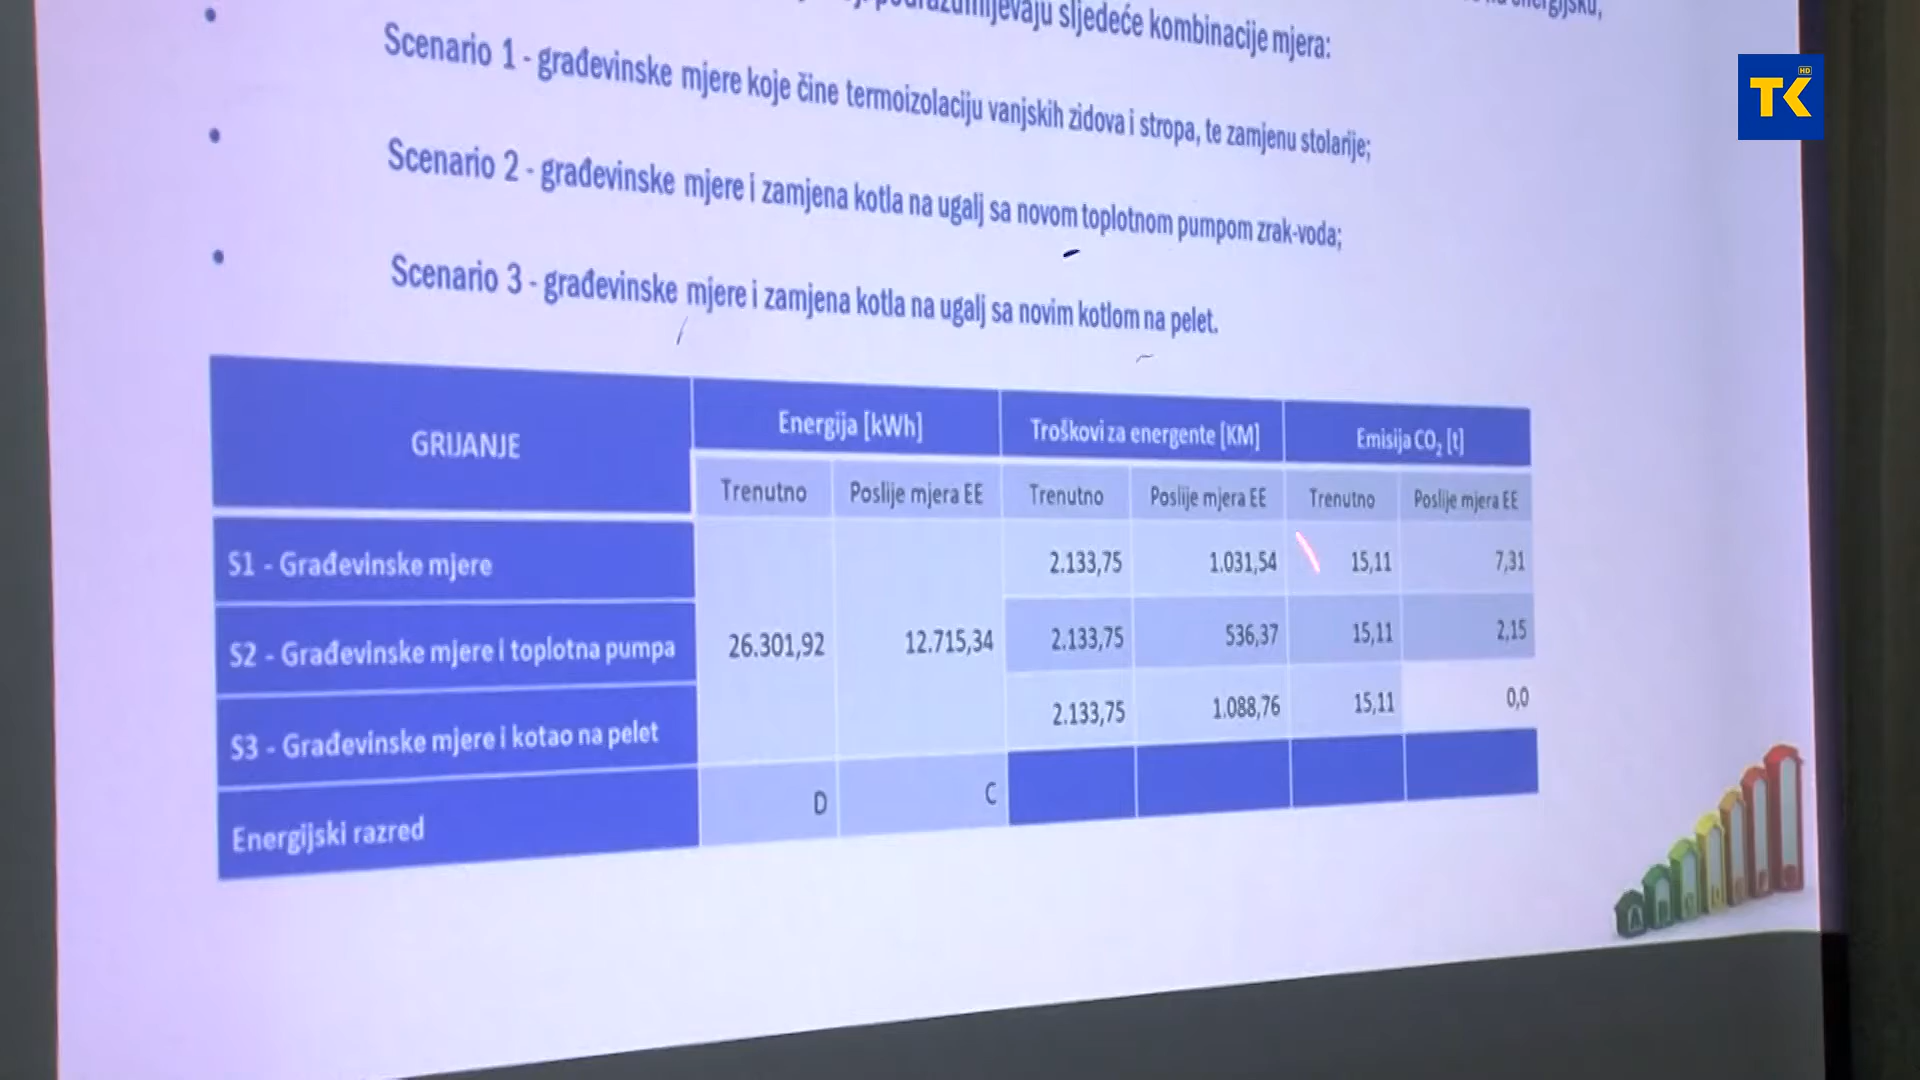 sljedeće kombinacije mjera:
Scenario 1 - građevinske mjere koje čine termoizolaciju vanjskih zidova i stropa, te zamjenu stolarije;
Scenario 2 - građevinske mjere i zamjena kotla na ugalj sa novom toplotnom pumpom zrak-voda;
Scenario 3 - građevinske mjere i zamjena kotla na ugalj sa novim kotlom na pelet.
GRIJANJE Energija [kWh] Troškovi za energente [KM] Emisija CO₂ [t]
Trenutno Poslije mjera EE Trenutno Poslije mjera EE Trenutno Poslije mjera EE
S1 - Građevinske mjere 2.133,75 1.031,54 15,11 7,31
S2 - Građevinske mjere i toplotna pumpa 26.301,92 12.715,34 2.133,75 536,37 15,11 2,15
S3 - Građevinske mjere i kotao na pelet 2.133,75 1.088,76 15,11 0,0
Energijski razred D C
TK HD